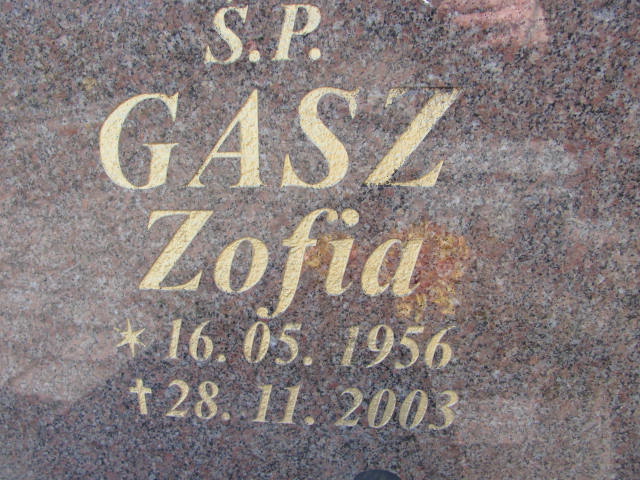 Ś.P.
GASZ
Zofia
* 16. 05. 1956
† 28. 11. 2003